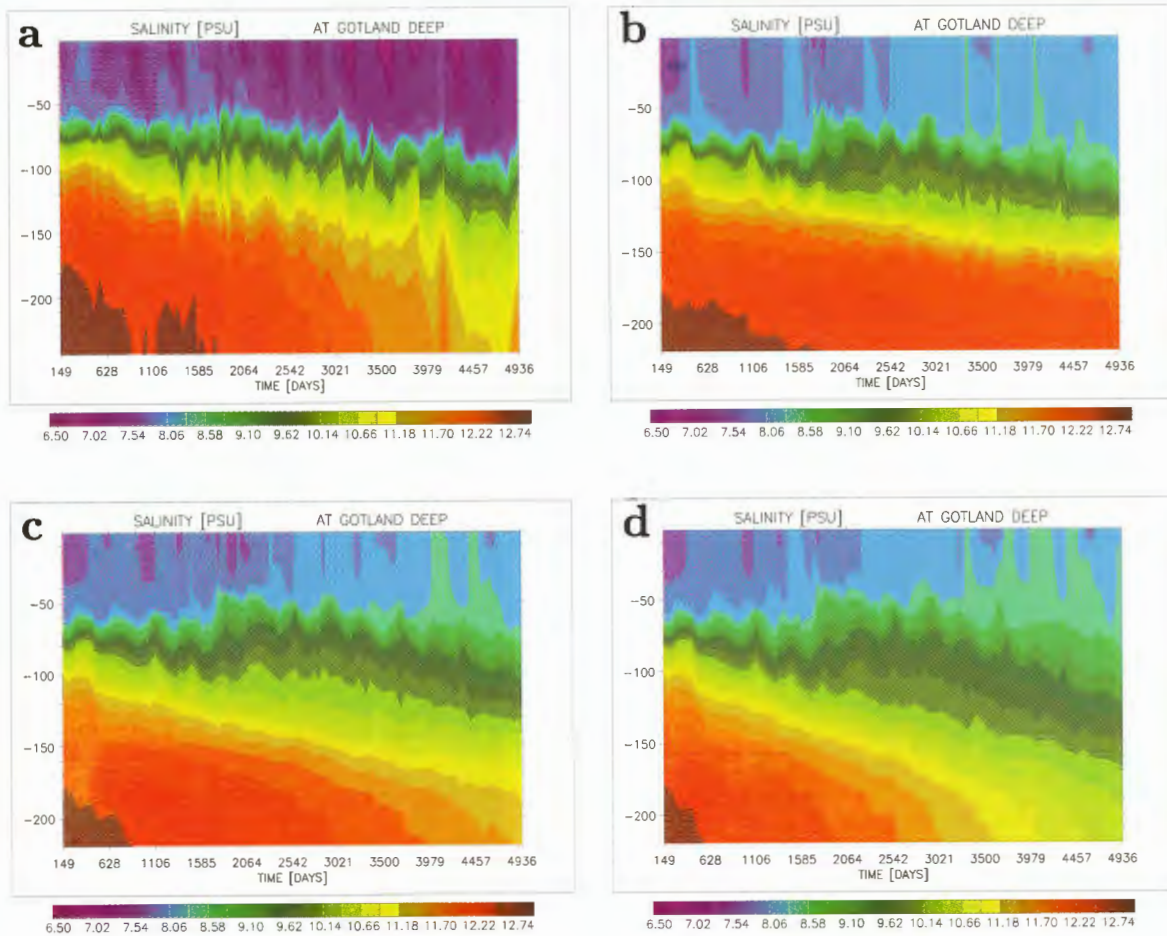 a
SALINITY [PSU] AT GOTLAND DEEP
-50
-100
-150
-200
149 628 1106 1585 2064 2542 3021 3500 3979 4457 4936
TIME [DAYS]
6.50 7.02 7.54 8.06 8.58 9.10 9.62 10.14 10.66 11.18 11.70 12.22 12.74
b
SALINITY [PSU] AT GOTLAND DEEP
-50
-100
-150
-200
149 628 1106 1585 2064 2542 3021 3500 3979 4457 4936
TIME [DAYS]
6.50 7.02 7.54 8.06 8.58 9.10 9.62 10.14 10.66 11.18 11.70 12.22 12.74
c
SALINITY [PSU] AT GOTLAND DEEP
-50
-100
-150
-200
149 628 1106 1585 2064 2542 3021 3500 3979 4457 4936
TIME [DAYS]
6.50 7.02 7.54 8.06 8.58 9.10 9.62 10.14 10.66 11.18 11.70 12.22 12.74
d
SALINITY [PSU] AT GOTLAND DEEP
-50
-100
-150
-200
149 628 1106 1585 2064 2542 3021 3500 3979 4457 4936
TIME [DAYS]
6.50 7.02 7.54 8.06 8.58 9.10 9.62 10.14 10.66 11.18 11.70 12.22 12.74